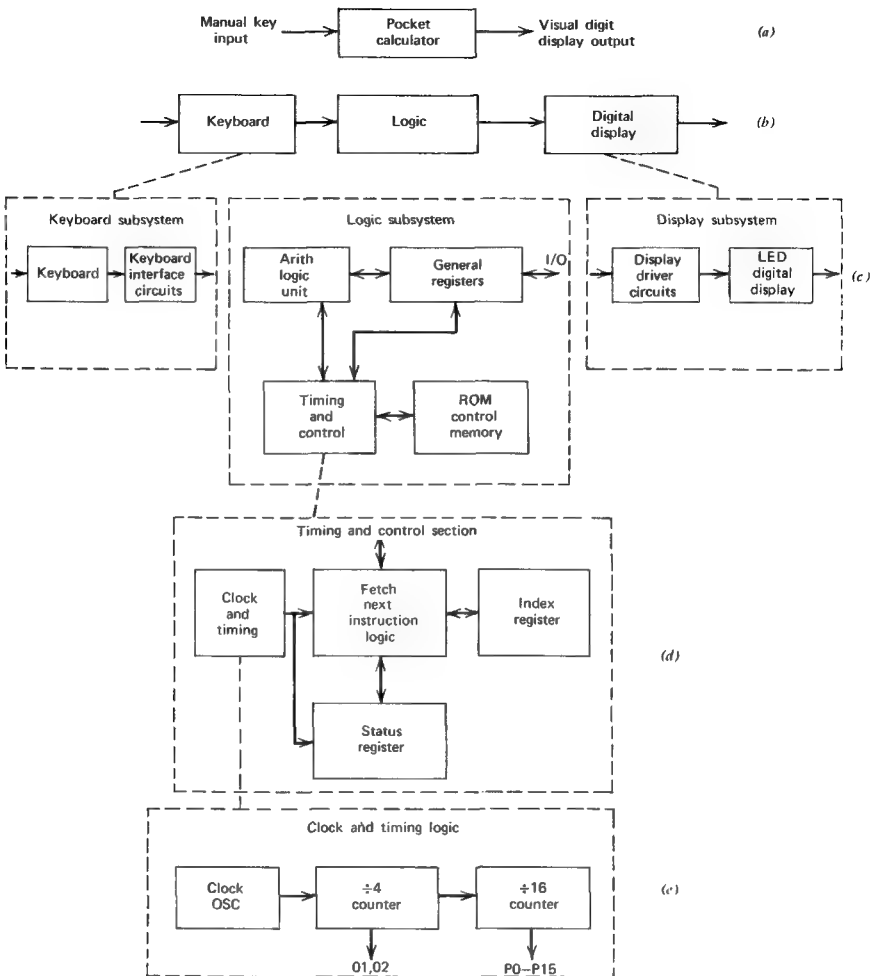 Manual key input
Pocket calculator
Visual digit display output
(a)
Keyboard
Logic
Digital display
(b)
Keyboard subsystem
Keyboard
Keyboard interface circuits
Logic subsystem
Arith logic unit
General registers
I/O
Timing and control
ROM control memory
Display subsystem
Display driver circuits
LED digital display
(c)
Timing and control section
Clock and timing
Fetch next instruction logic
Index register
Status register
(d)
Clock and timing logic
Clock OSC
÷4 counter
÷16 counter
(e)
01,02
P0–P15